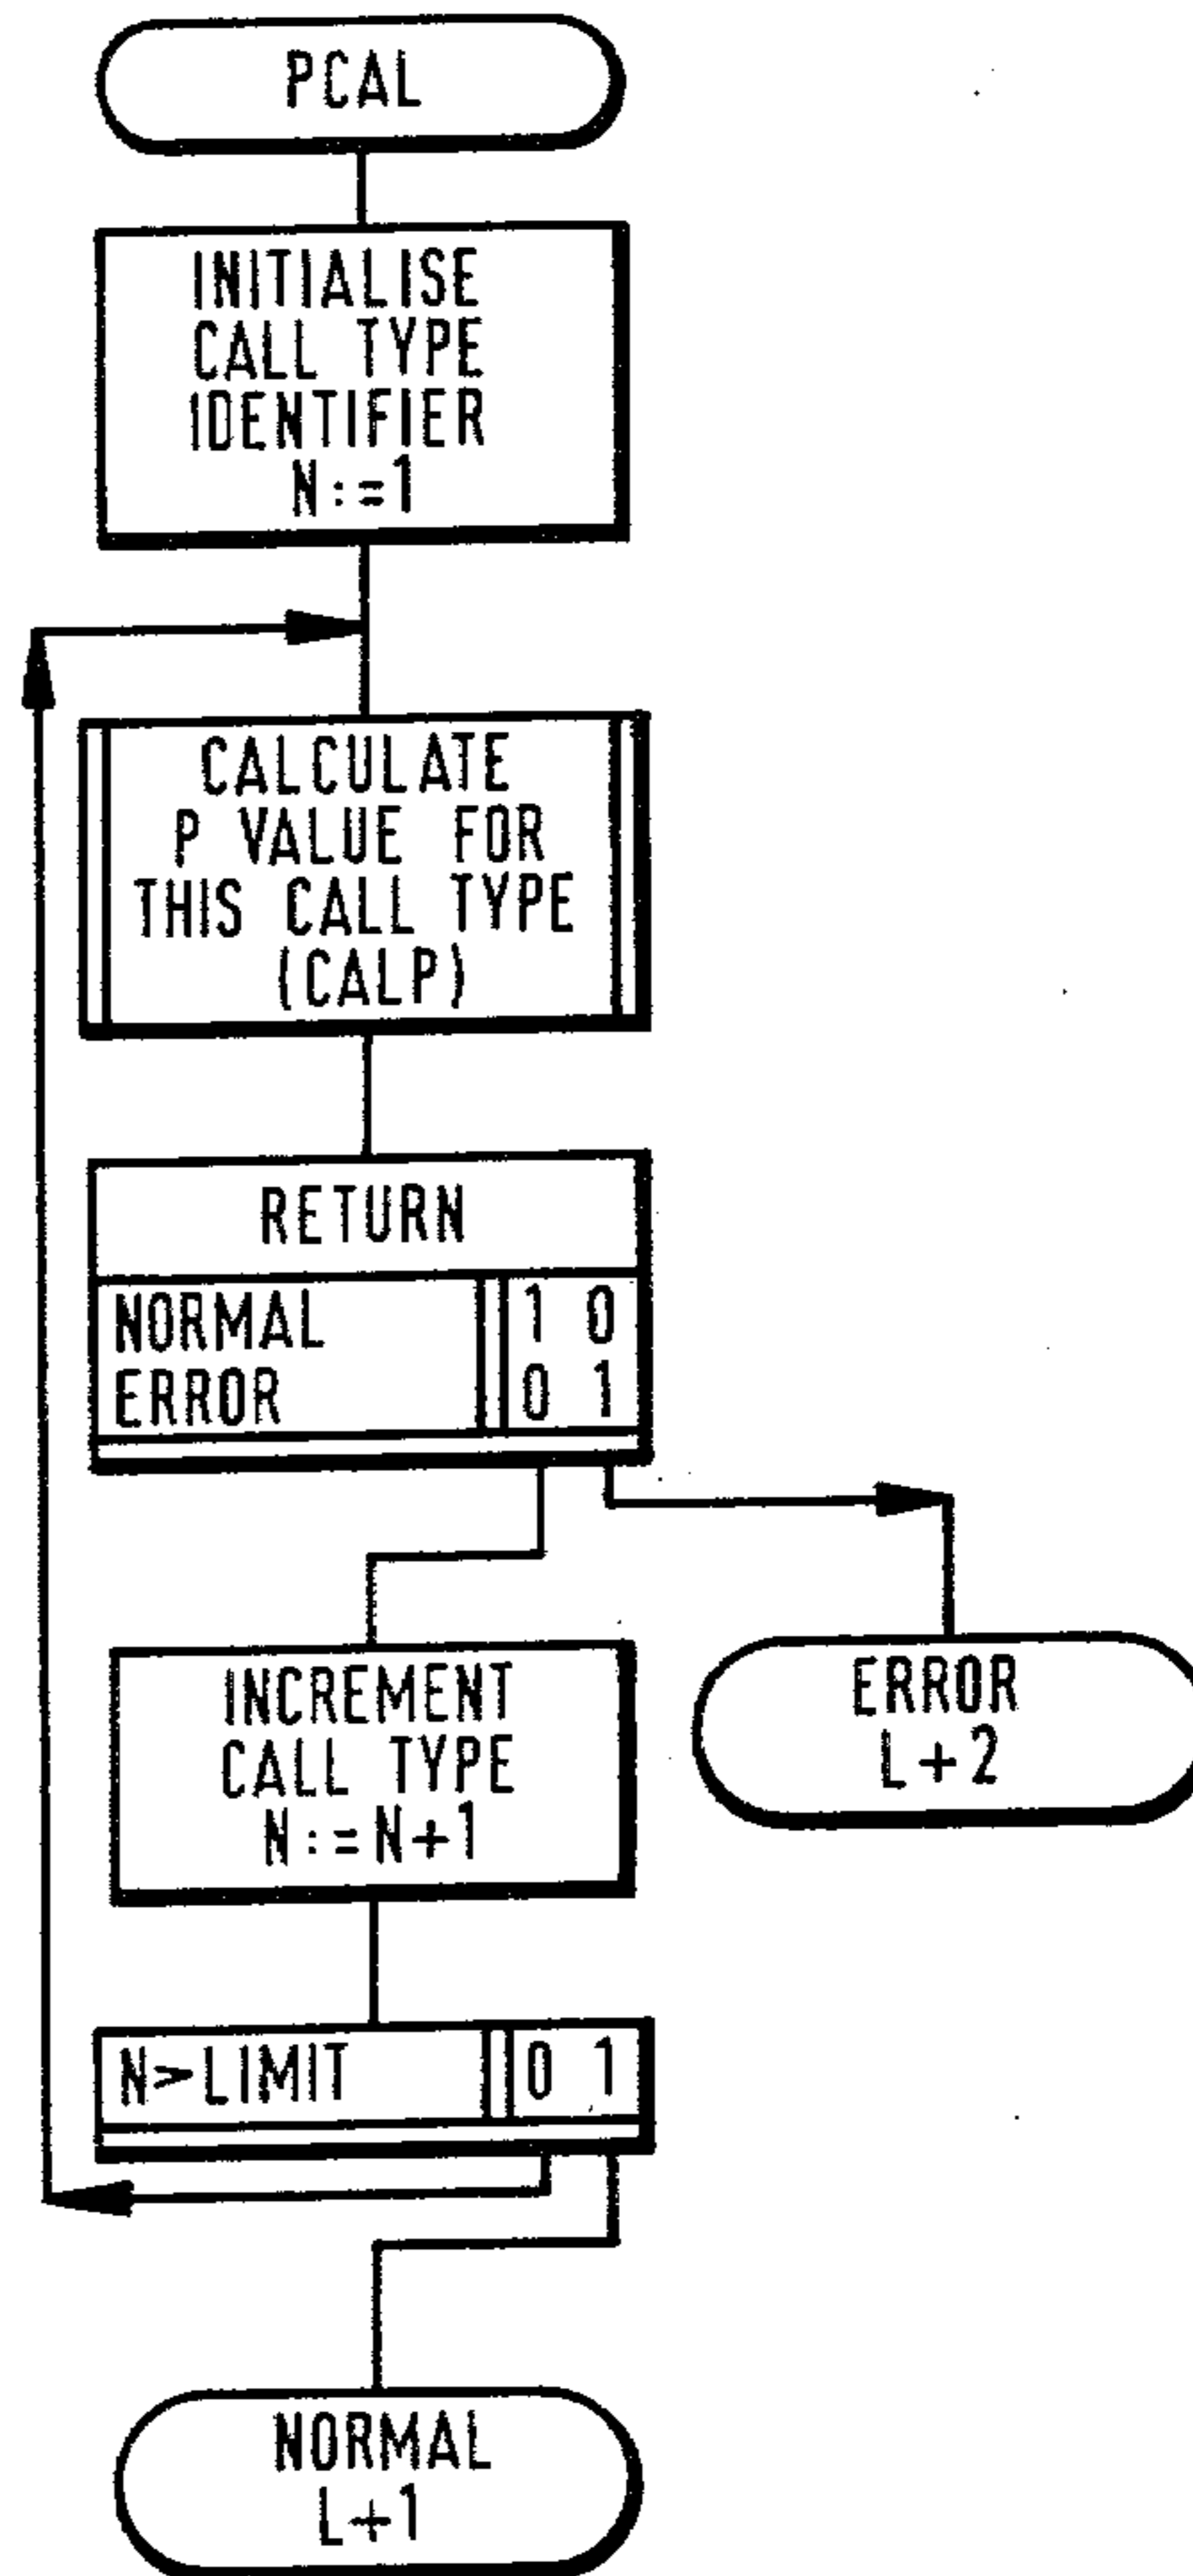 PCAL
INITIALISE
CALL TYPE
IDENTIFIER
N:=1
CALCULATE
P VALUE FOR
THIS CALL TYPE
(CALP)
RETURN
NORMAL 1 0
ERROR 0 1
INCREMENT
CALL TYPE
N:=N+1
ERROR
L+2
N>LIMIT 0 1
NORMAL
L+1